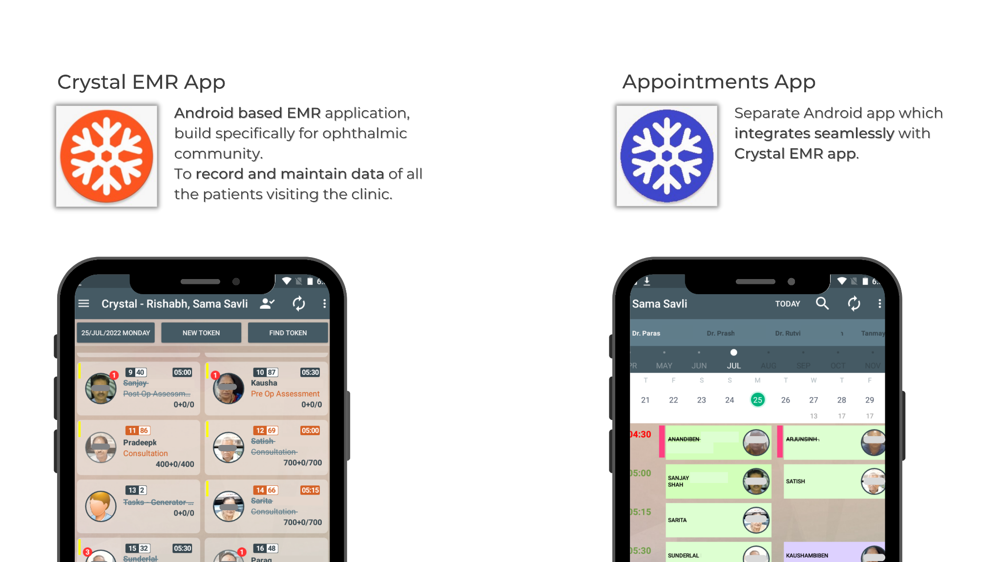 Crystal EMR App
Android based EMR application,
build specifically for ophthalmic
community.
To record and maintain data of all
the patients visiting the clinic.
Appointments App
Separate Android app which
integrates seamlessly with
Crystal EMR app.
Crystal - Rishabh, Sama Savli
25/JUL/2022 MONDAY
NEW TOKEN
FIND TOKEN
1
9 40
05:00
Sanjay
Post Op Assessm...
0+0/0
1
10 87
05:30
Kausha
Pre Op Assessment
0+0/0
11 86
Pradeepk
Consultation
400+0/400
12 69
05:00
Satish
Consultation
700+0/700
13 2
Tasks - Generator ...
0+0/0
14 66
05:15
Sarita
Consultation
700+0/700
3
15 32
05:30
Sunderlal
1
16 48
Parag
Sama Savli
TODAY
Dr. Paras
Dr. Prash
Dr. Rutvi
Tanmay
PR MAY JUN JUL AUG SEP OCT NOV
T F S S M T W T F
21 22 23 24 25 26 27 28 29
13 17 17
04:30
ANANDIBEN
ARJUNSINH
05:00
SANJAY
SHAH
SATISH
05:15
SARITA
05:30
SUNDERLAL
KAUSHAMBIBEN